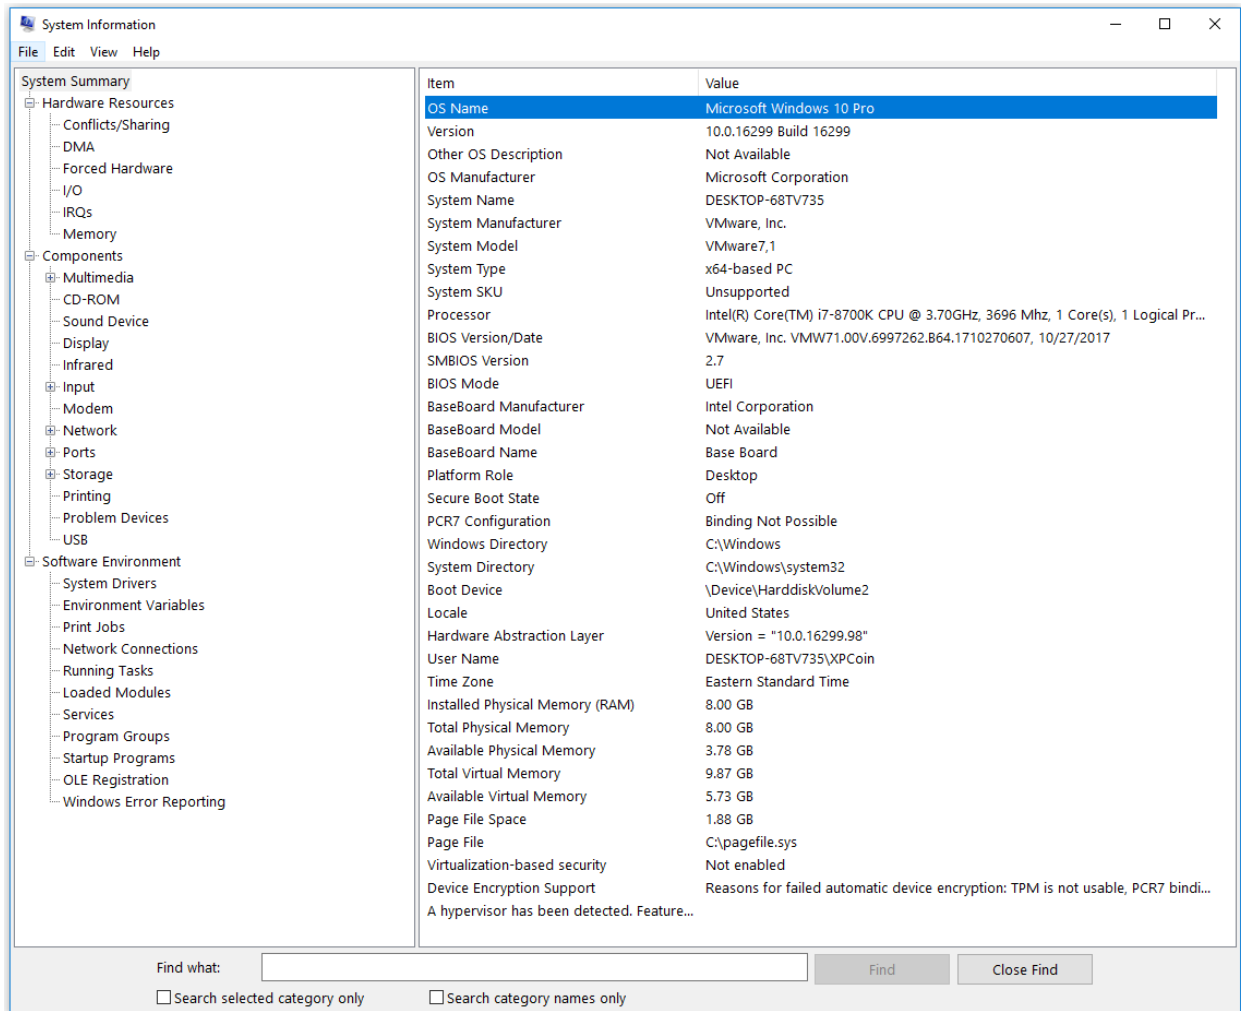 System Information
File Edit View Help
System Summary
Hardware Resources
Conflicts/Sharing
DMA
Forced Hardware
I/O
IRQs
Memory
Components
Multimedia
CD-ROM
Sound Device
Display
Infrared
Input
Modem
Network
Ports
Storage
Printing
Problem Devices
USB
Software Environment
System Drivers
Environment Variables
Print Jobs
Network Connections
Running Tasks
Loaded Modules
Services
Program Groups
Startup Programs
OLE Registration
Windows Error Reporting
Item Value
OS Name Microsoft Windows 10 Pro
Version 10.0.16299 Build 16299
Other OS Description Not Available
OS Manufacturer Microsoft Corporation
System Name DESKTOP-68TV735
System Manufacturer VMware, Inc.
System Model VMware7,1
System Type x64-based PC
System SKU Unsupported
Processor Intel(R) Core(TM) i7-8700K CPU @ 3.70GHz, 3696 Mhz, 1 Core(s), 1 Logical Pr...
BIOS Version/Date VMware, Inc. VMW71.00V.6997262.B64.1710270607, 10/27/2017
SMBIOS Version 2.7
BIOS Mode UEFI
BaseBoard Manufacturer Intel Corporation
BaseBoard Model Not Available
BaseBoard Name Base Board
Platform Role Desktop
Secure Boot State Off
PCR7 Configuration Binding Not Possible
Windows Directory C:\Windows
System Directory C:\Windows\system32
Boot Device \Device\HarddiskVolume2
Locale United States
Hardware Abstraction Layer Version = "10.0.16299.98"
User Name DESKTOP-68TV735\XPCoin
Time Zone Eastern Standard Time
Installed Physical Memory (RAM) 8.00 GB
Total Physical Memory 8.00 GB
Available Physical Memory 3.78 GB
Total Virtual Memory 9.87 GB
Available Virtual Memory 5.73 GB
Page File Space 1.88 GB
Page File C:\pagefile.sys
Virtualization-based security Not enabled
Device Encryption Support Reasons for failed automatic device encryption: TPM is not usable, PCR7 bindi...
A hypervisor has been detected. Feature...
Find what: Find Close Find
Search selected category only Search category names only